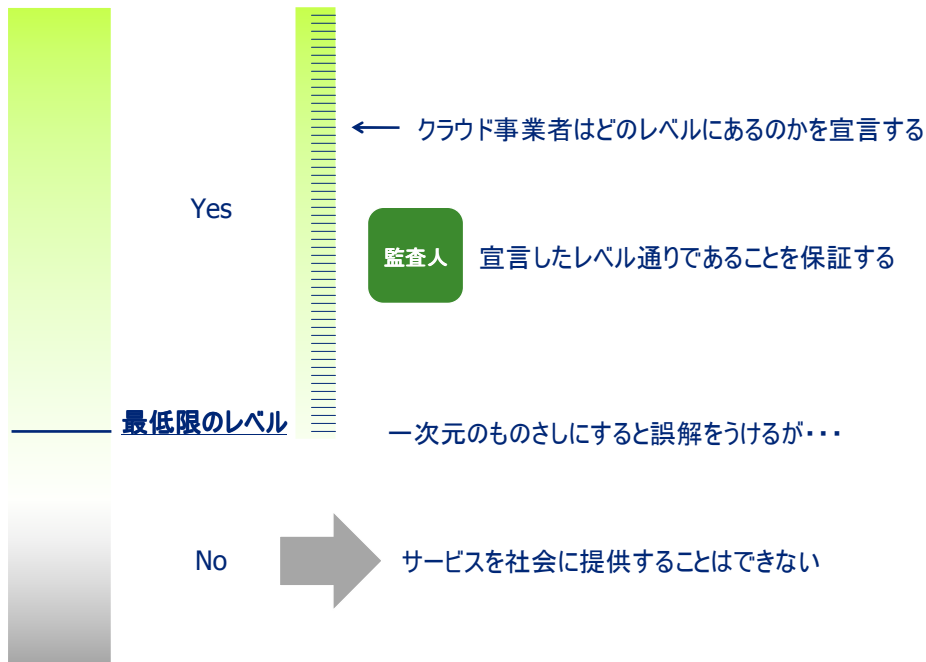 クラウド事業者はどのレベルにあるのかを宣言する
Yes
監査人
宣言したレベル通りであることを保証する
最低限のレベル
一次元のものさしにすると誤解をうけるが・・・
No
サービスを社会に提供することはできない